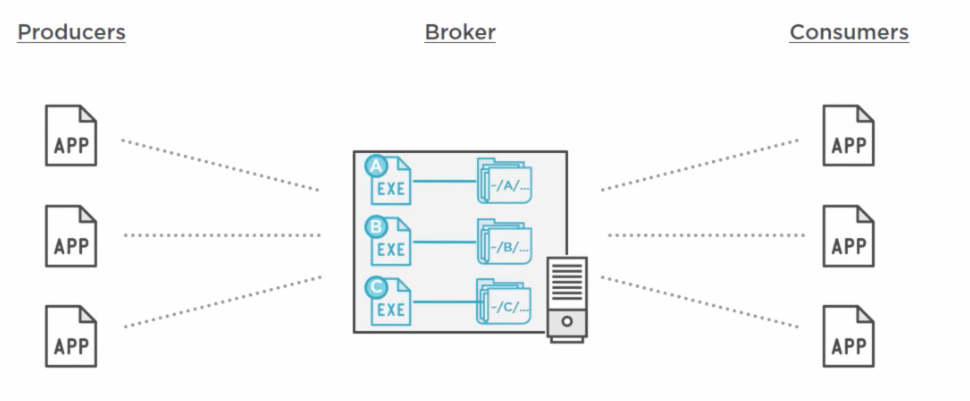 Producers
Broker
Consumers
APP
APP
APP
A
EXE
-/A/...
B
EXE
-/B/...
C
EXE
-/C/...
APP
APP
APP